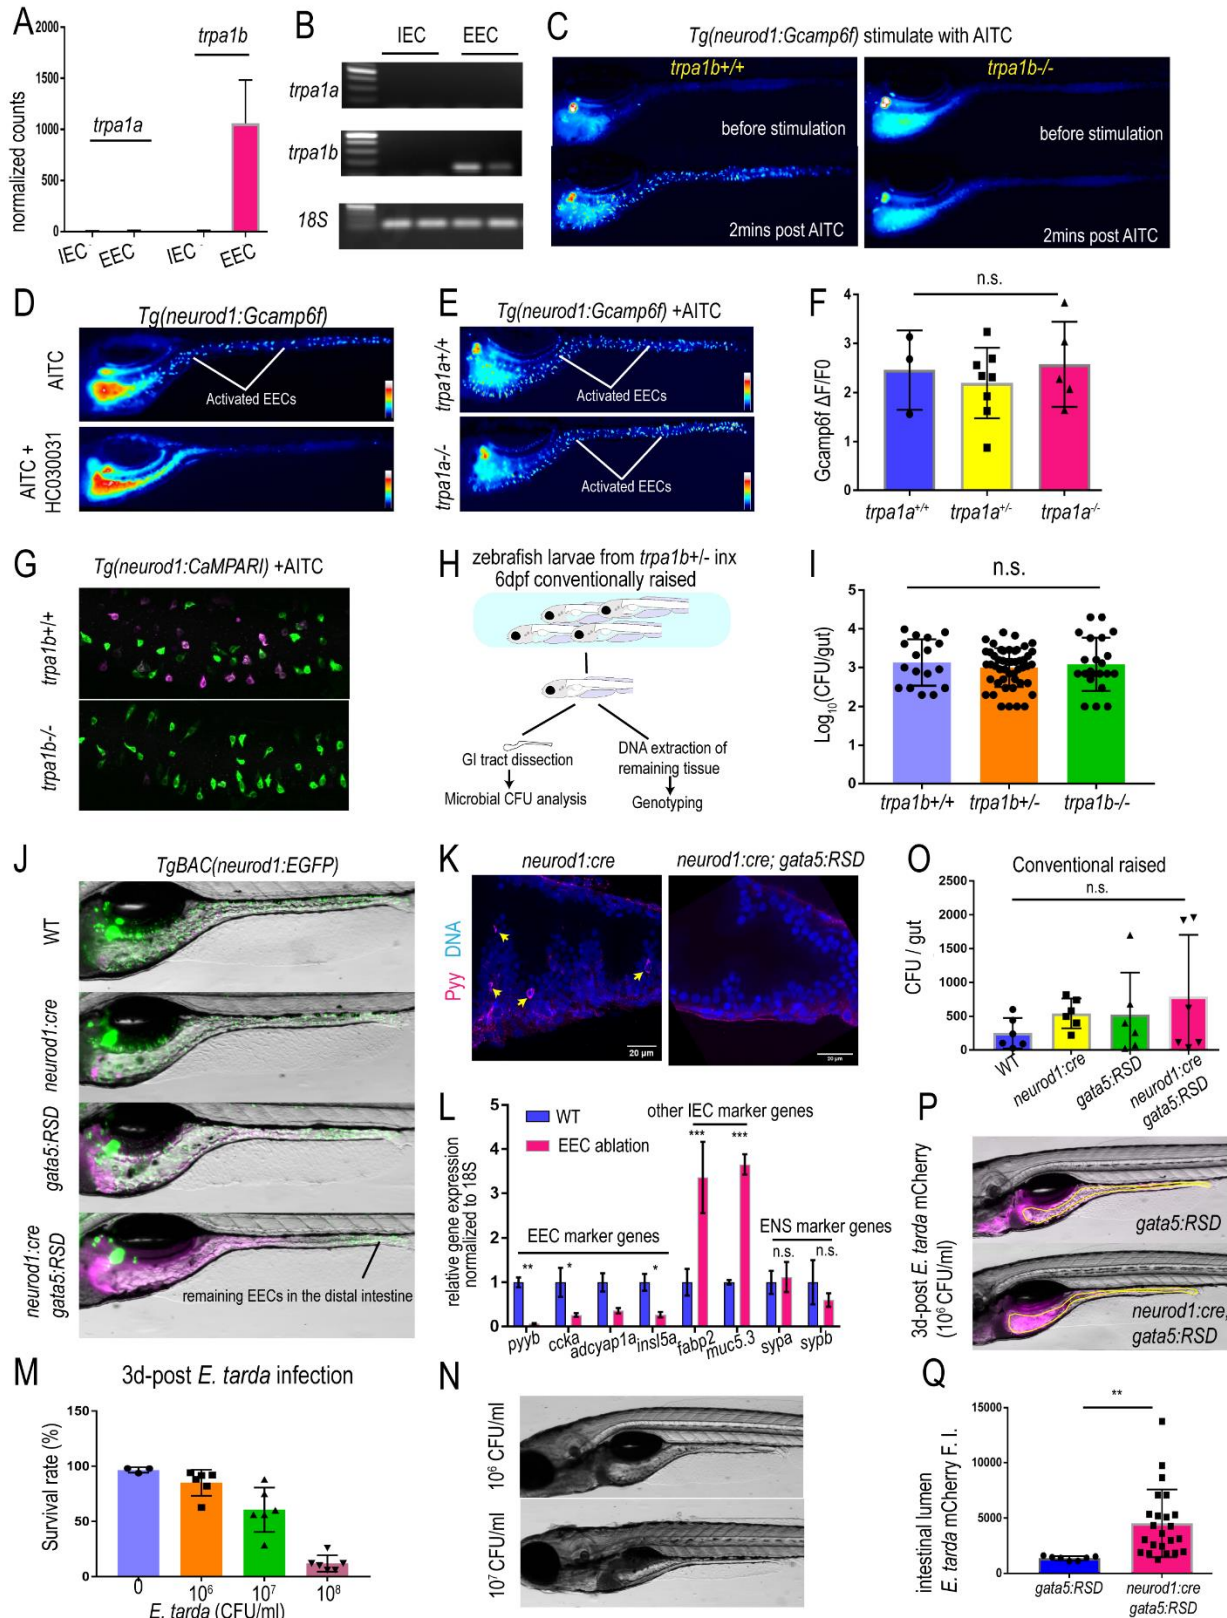 A
normalized counts
2000
1500
1000
500
0
trpa1a
trpa1b
IEC
EEC
IEC
EEC
B
IEC
EEC
trpa1a
trpa1b
18S
C
Tg(neurod1:Gcamp6f) stimulate with AITC
trpa1b+/+
trpa1b-/-
before stimulation
before stimulation
2mins post AITC
2mins post AITC
D
Tg(neurod1:Gcamp6f)
AITC
Activated EECs
AITC +
HC030031
E
Tg(neurod1:Gcamp6f) +AITC
trpa1a+/+
Activated EECs
trpa1a-/-
Activated EECs
F
n.s.
Gcamp6f ΔF/F0
4
3
2
1
0
trpa1a+/+
trpa1a+/-
trpa1a-/-
G
Tg(neurod1:CaMPARI) +AITC
trpa1b+/+
trpa1b-/-
H
zebrafish larvae from trpa1b+/- inx
6dpf conventionally raised
GI tract dissection
Microbial CFU analysis
DNA extraction of
remaining tissue
Genotyping
I
n.s.
Log10(CFU/gut)
5
4
3
2
1
0
trpa1b+/+
trpa1b+/-
trpa1b-/-
J
TgBAC(neurod1:EGFP)
WT
neurod1:cre
gata5:RSD
neurod1:cre
gata5:RSD
remaining EECs in the distal intestine
K
neurod1:cre
neurod1:cre; gata5:RSD
Pyy DNA
20 μm
20 μm
O
Conventional raised
n.s.
CFU / gut
2500
2000
1500
1000
500
0
WT
neurod1:cre
gata5:RSD
neurod1:cre
gata5:RSD
L
relative gene expression
normalized to 18S
5
4
3
2
1
0
WT
EEC ablation
other IEC marker genes
***
***
EEC marker genes
**
*
*
ENS marker genes
n.s.
n.s.
pyyb
ccka
adcyap1a
insl5a
fabp2
muc5.3
sypa
sypb
P
3d-post E. tarda mCherry
(10⁶ CFU/ml)
gata5:RSD
neurod1:cre,
gata5:RSD
M
3d-post E. tarda infection
Survival rate (%)
150
100
50
0
0
10⁶
10⁷
10⁸
E. tarda (CFU/ml)
N
10⁶ CFU/ml
10⁷ CFU/ml
Q
**
intestinal lumen
E. tarda mCherry F. I.
15000
10000
5000
0
gata5:RSD
neurod1:cre
gata5:RSD